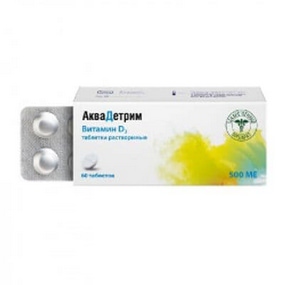 АкваДетрим
Витамин D₃
таблетки растворимые
60 таблеток
500 МЕ